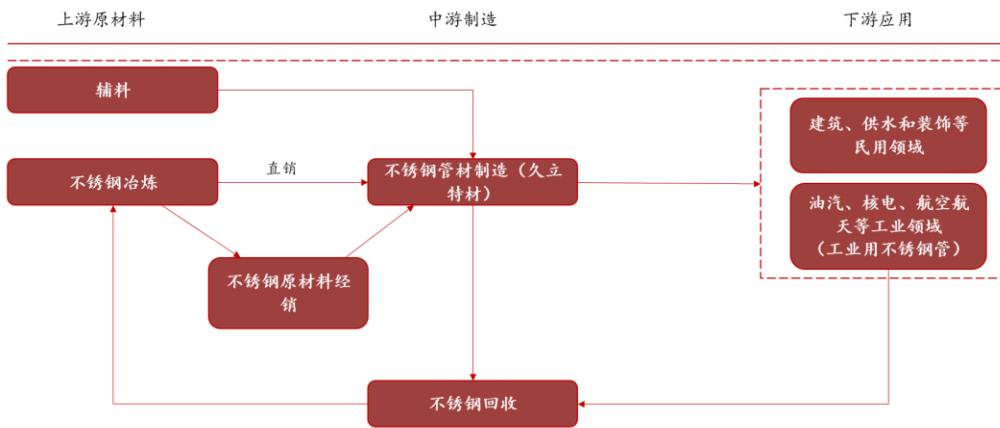 上游原材料
中游制造
下游应用
辅料
建筑、供水和装饰等
民用领域
不锈钢冶炼
直销
不锈钢管材制造（久立
特材）
油汽、核电、航空航
天等工业领域
（工业用不锈钢管）
不锈钢原材料经
销
不锈钢回收